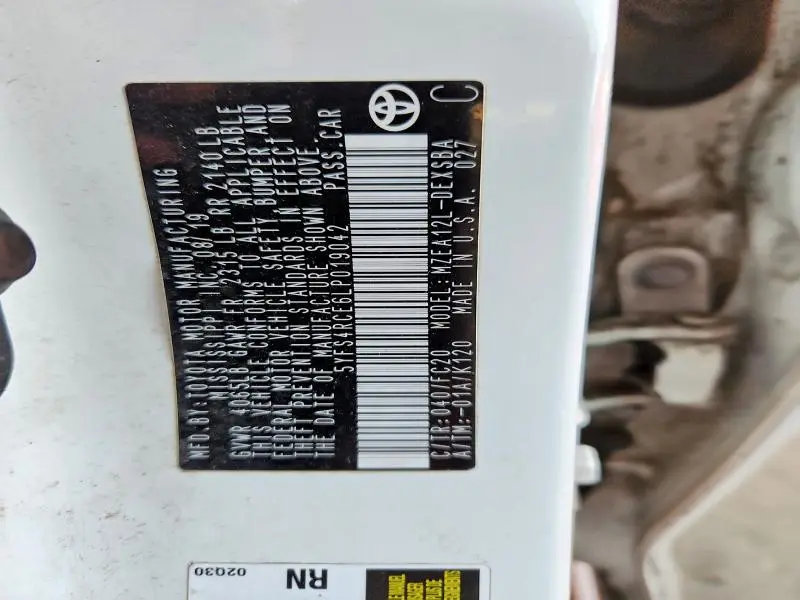 MFD.BY:TOYOTA MOTOR MANUFACTURING
MISSISSIPPI INC. 08/19
GVWR 4065LB GAWR FR 2315 LB RR 2140LB
THIS VEHICLE CONFORMS TO ALL APPLICABLE
FEDERAL MOTOR VEHICLE SAFETY, BUMPER, AND
THEFT PREVENTION STANDARDS IN EFFECT ON
THE DATE OF MANUFACTURE SHOWN ABOVE.
5YFS4RCE6LP019042 PASS.CAR
C/TR:040/FC20 MODEL:MZEA12L-DEXSBA
A/TM:-01A/K120 MADE IN U.S.A. 027
C
02Q30
RN